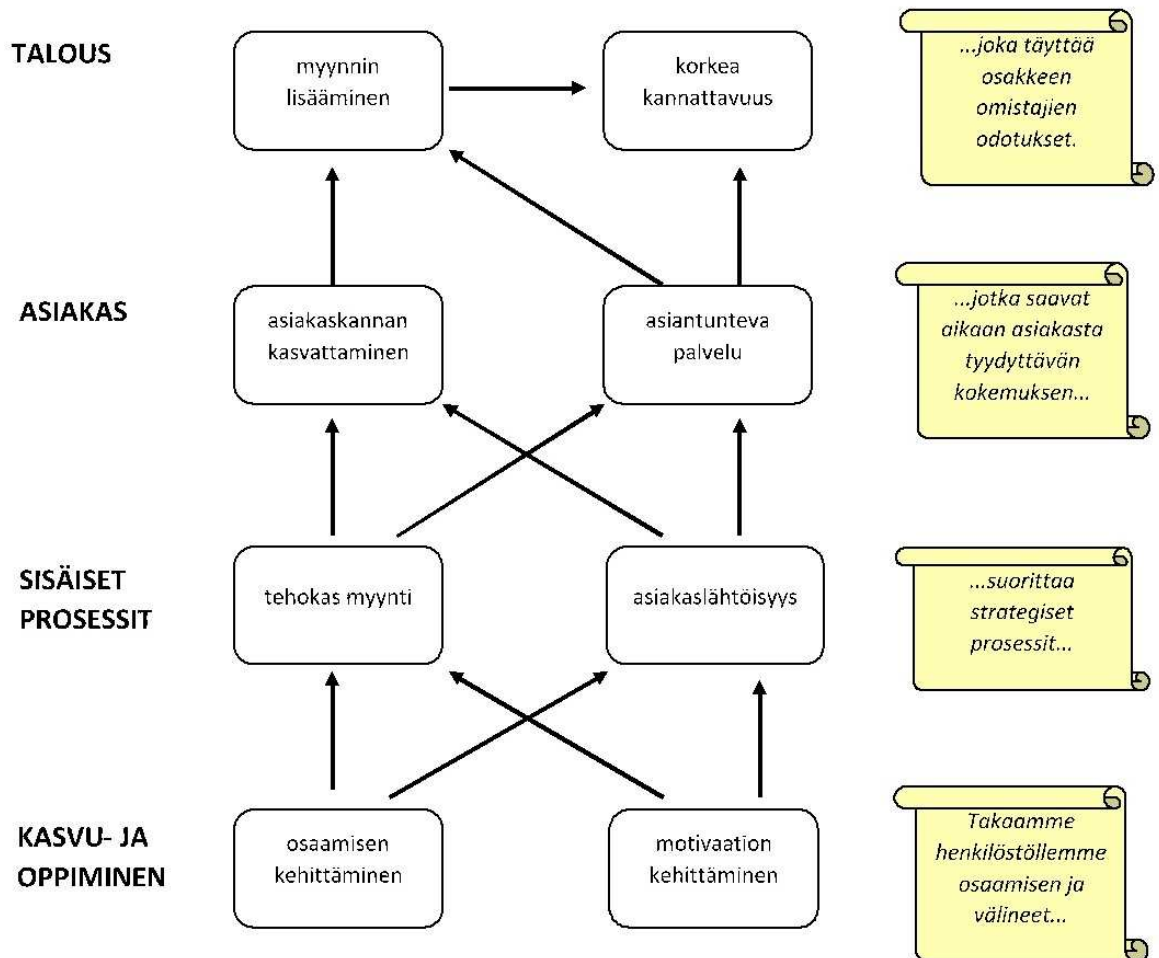 TALOUS
myynnin
lisääminen
korkea
kannattavuus
...joka täyttää
osakkeen
omistajien
odotukset.
ASIAKAS
asiakaskannan
kasvattaminen
asiantunteva
palvelu
...jotka saavat
aikaan asiakasta
tyydyttävän
kokemuksen...
SISÄISET
PROSESSIT
tehokas myynti
asiakaslähtöisyys
...suorittaa
strategiset
prosessit...
KASVU- JA
OPPIMINEN
osaamisen
kehittäminen
motivaation
kehittäminen
Takaamme
henkilöstöllemme
osaamisen ja
välineet...